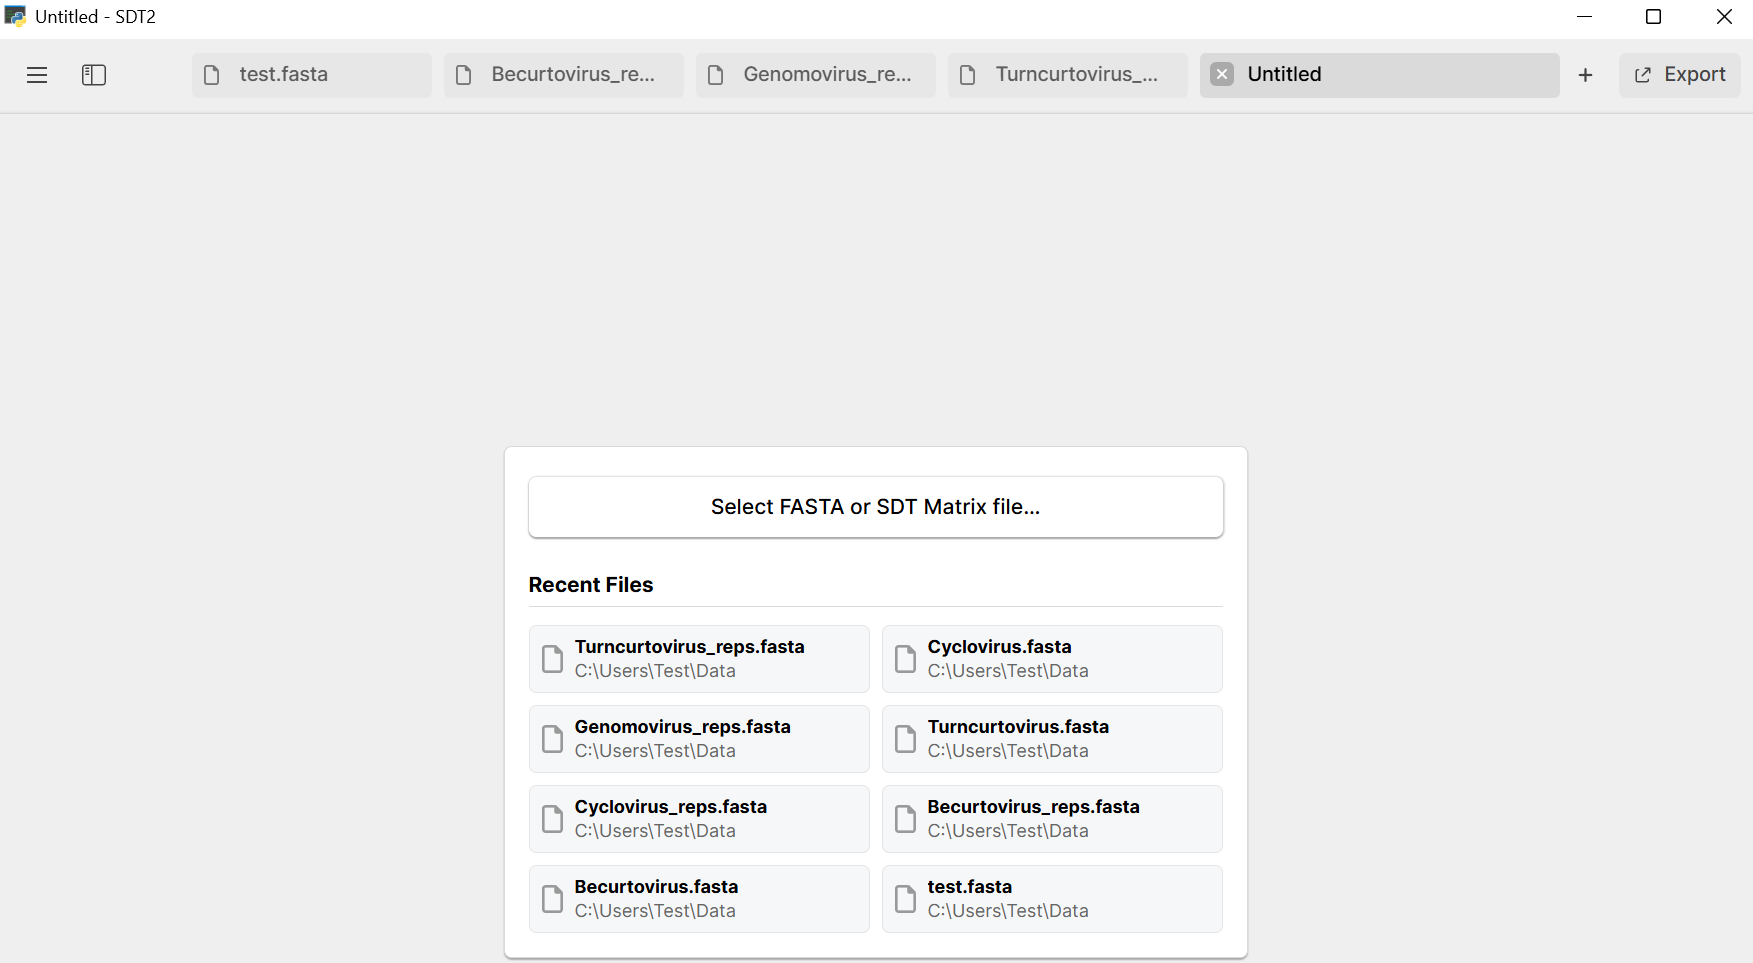 Untitled - SDT2
test.fasta
Becurtovirus_re...
Genomovirus_re...
Turncurtovirus_...
Untitled
Export
Select FASTA or SDT Matrix file...
Recent Files
Turncurtovirus_reps.fasta
C:\Users\Test\Data
Cyclovirus.fasta
C:\Users\Test\Data
Genomovirus_reps.fasta
C:\Users\Test\Data
Turncurtovirus.fasta
C:\Users\Test\Data
Cyclovirus_reps.fasta
C:\Users\Test\Data
Becurtovirus_reps.fasta
C:\Users\Test\Data
Becurtovirus.fasta
C:\Users\Test\Data
test.fasta
C:\Users\Test\Data